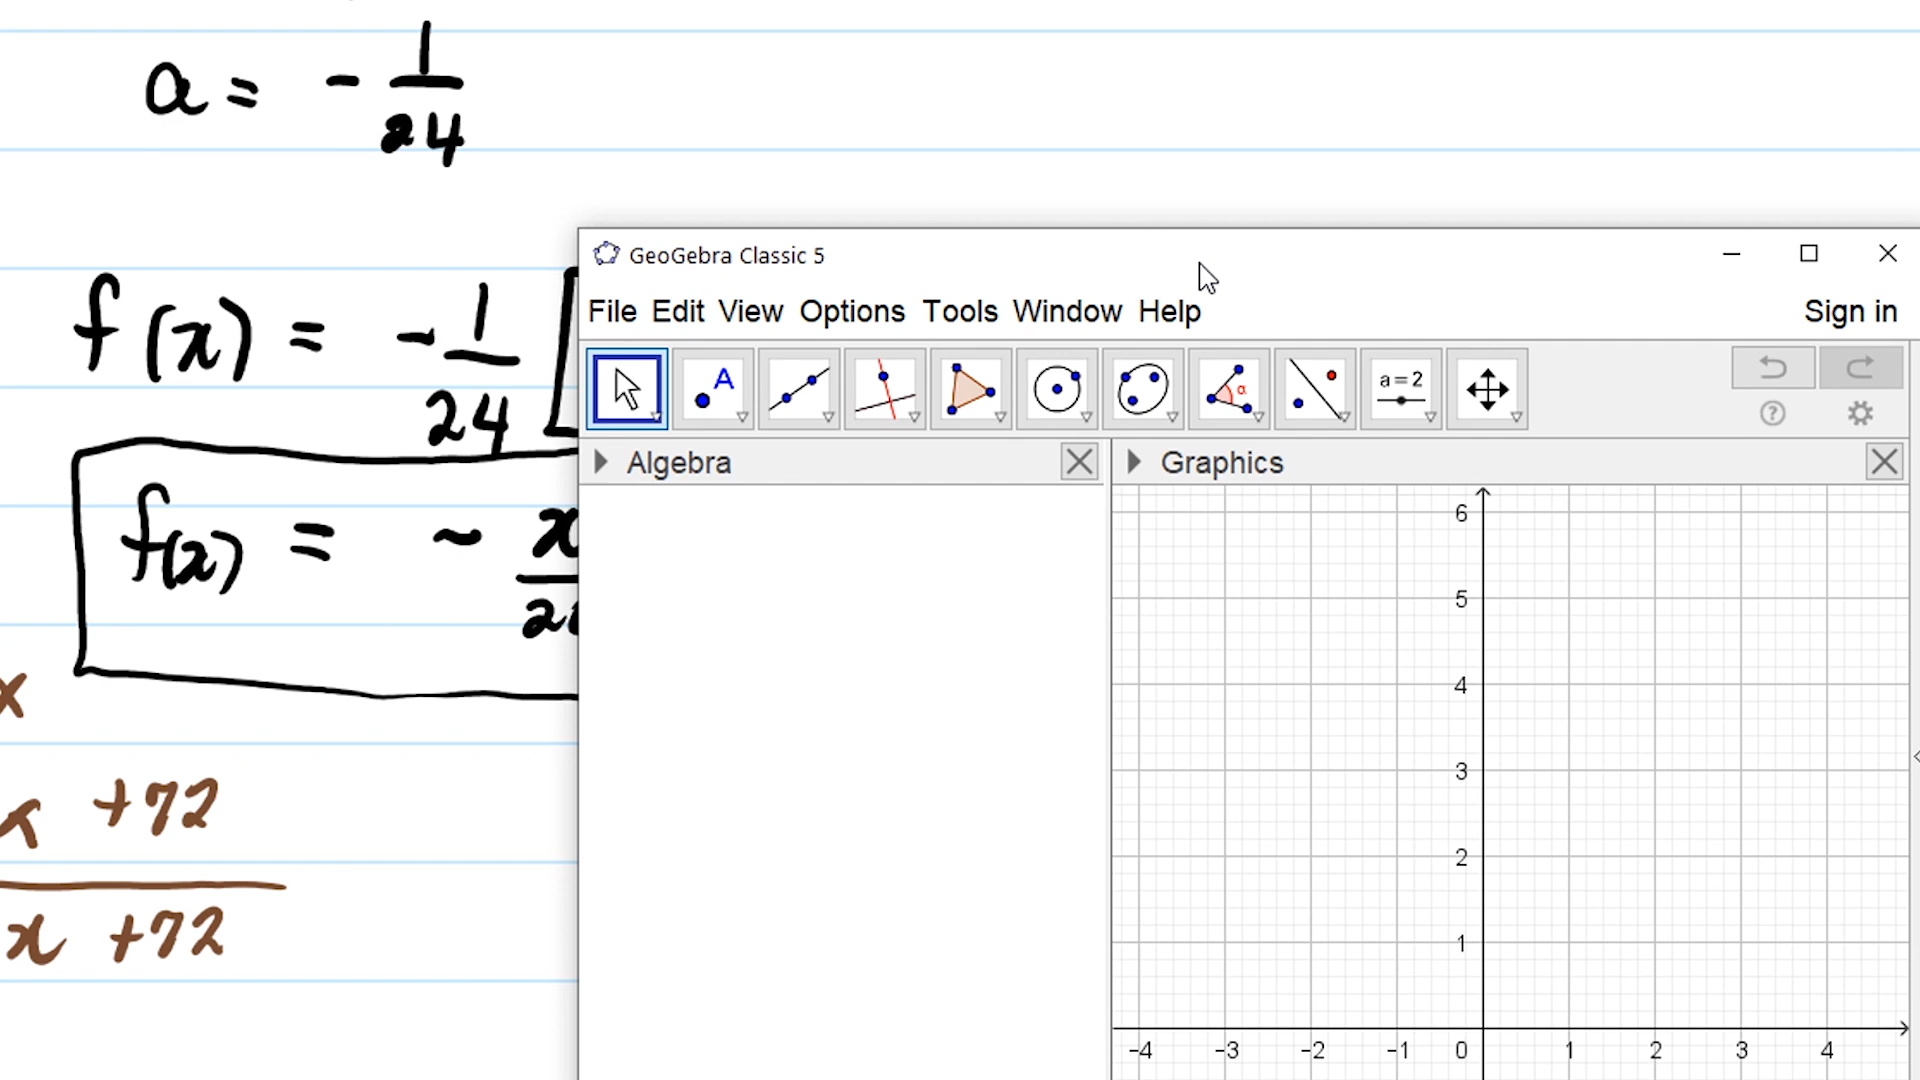 a = - 1/24
f(x) = - 1/24 [
f(x) = - x
x
+72
x +72
GeoGebra Classic 5
File Edit View Options Tools Window Help Sign in
A
α
a = 2
Algebra
Graphics
6
5
4
3
2
1
-4 -3 -2 -1 0 1 2 3 4